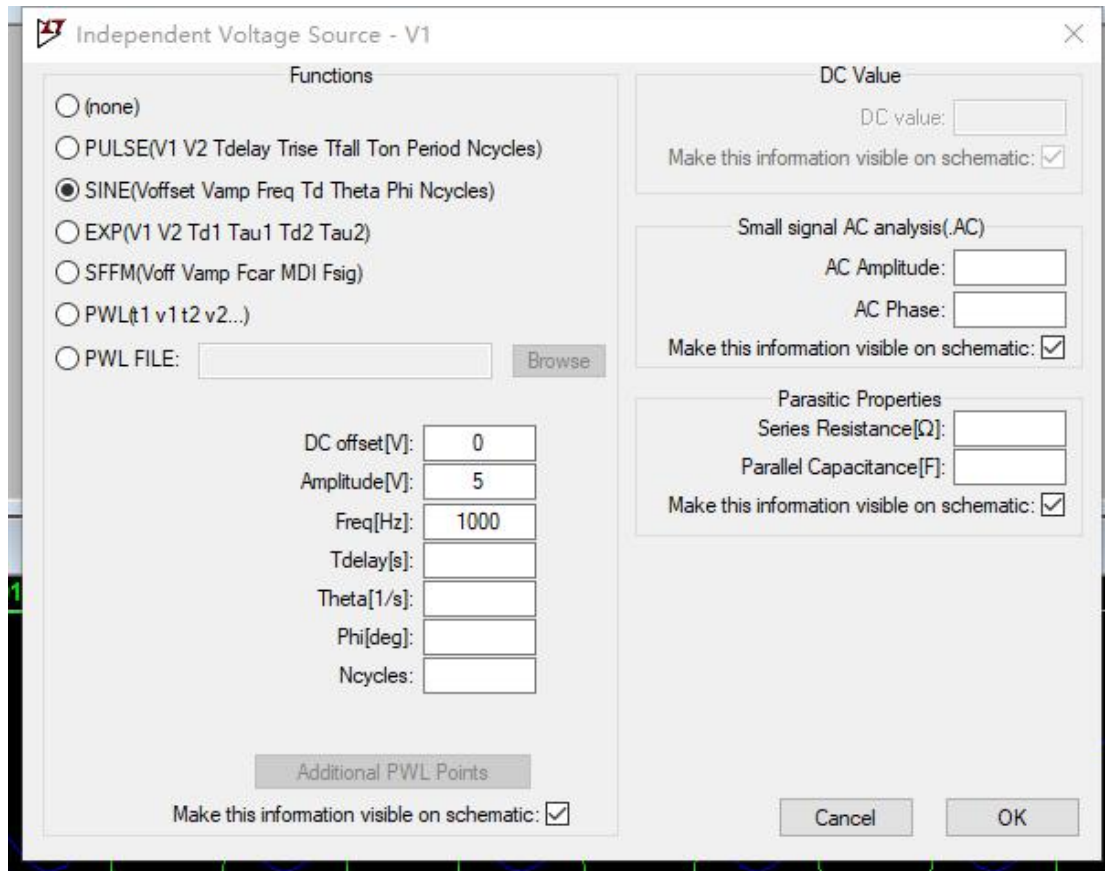 Independent Voltage Source - V1
Functions
(none)
PULSE(V1 V2 Tdelay Trise Tfall Ton Period Ncycles)
SINE(Voffset Vamp Freq Td Theta Phi Ncycles)
EXP(V1 V2 Td1 Tau1 Td2 Tau2)
SFFM(Voff Vamp Fcar MDI Fsig)
PWL(t1 v1 t2 v2...)
PWL FILE: Browse
DC offset[V]: 0
Amplitude[V]: 5
Freq[Hz]: 1000
Tdelay[s]:
Theta[1/s]:
Phi[deg]:
Ncycles:
Additional PWL Points
Make this information visible on schematic:
DC Value
DC value:
Make this information visible on schematic:
Small signal AC analysis(.AC)
AC Amplitude:
AC Phase:
Make this information visible on schematic:
Parasitic Properties
Series Resistance[Ω]:
Parallel Capacitance[F]:
Make this information visible on schematic:
Cancel OK